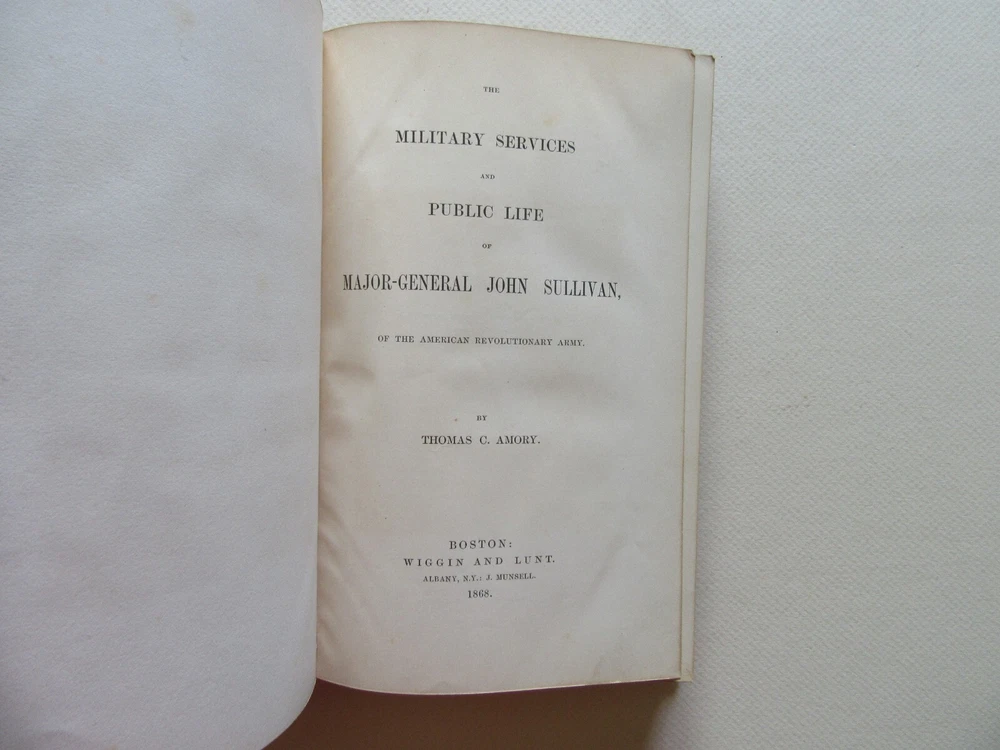 THE
MILITARY SERVICES
AND
PUBLIC LIFE
OF
MAJOR-GENERAL JOHN SULLIVAN,
OF THE AMERICAN REVOLUTIONARY ARMY.
BY
THOMAS C. AMORY.
BOSTON:
WIGGIN AND LUNT.
ALBANY, N.Y.: J. MUNSELL.
1868.